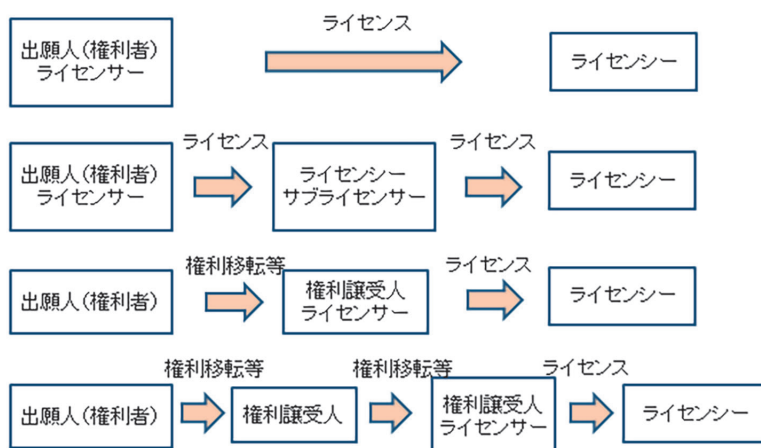 ライセンス
出願人(権利者)
ライセンサー
ライセンシー
ライセンス
ライセンス
出願人(権利者)
ライセンサー
ライセンシー
サブライセンサー
ライセンシー
権利移転等
ライセンス
出願人(権利者)
権利譲受人
ライセンサー
ライセンシー
権利移転等
権利移転等
ライセンス
出願人(権利者)
権利譲受人
権利譲受人
ライセンサー
ライセンシー